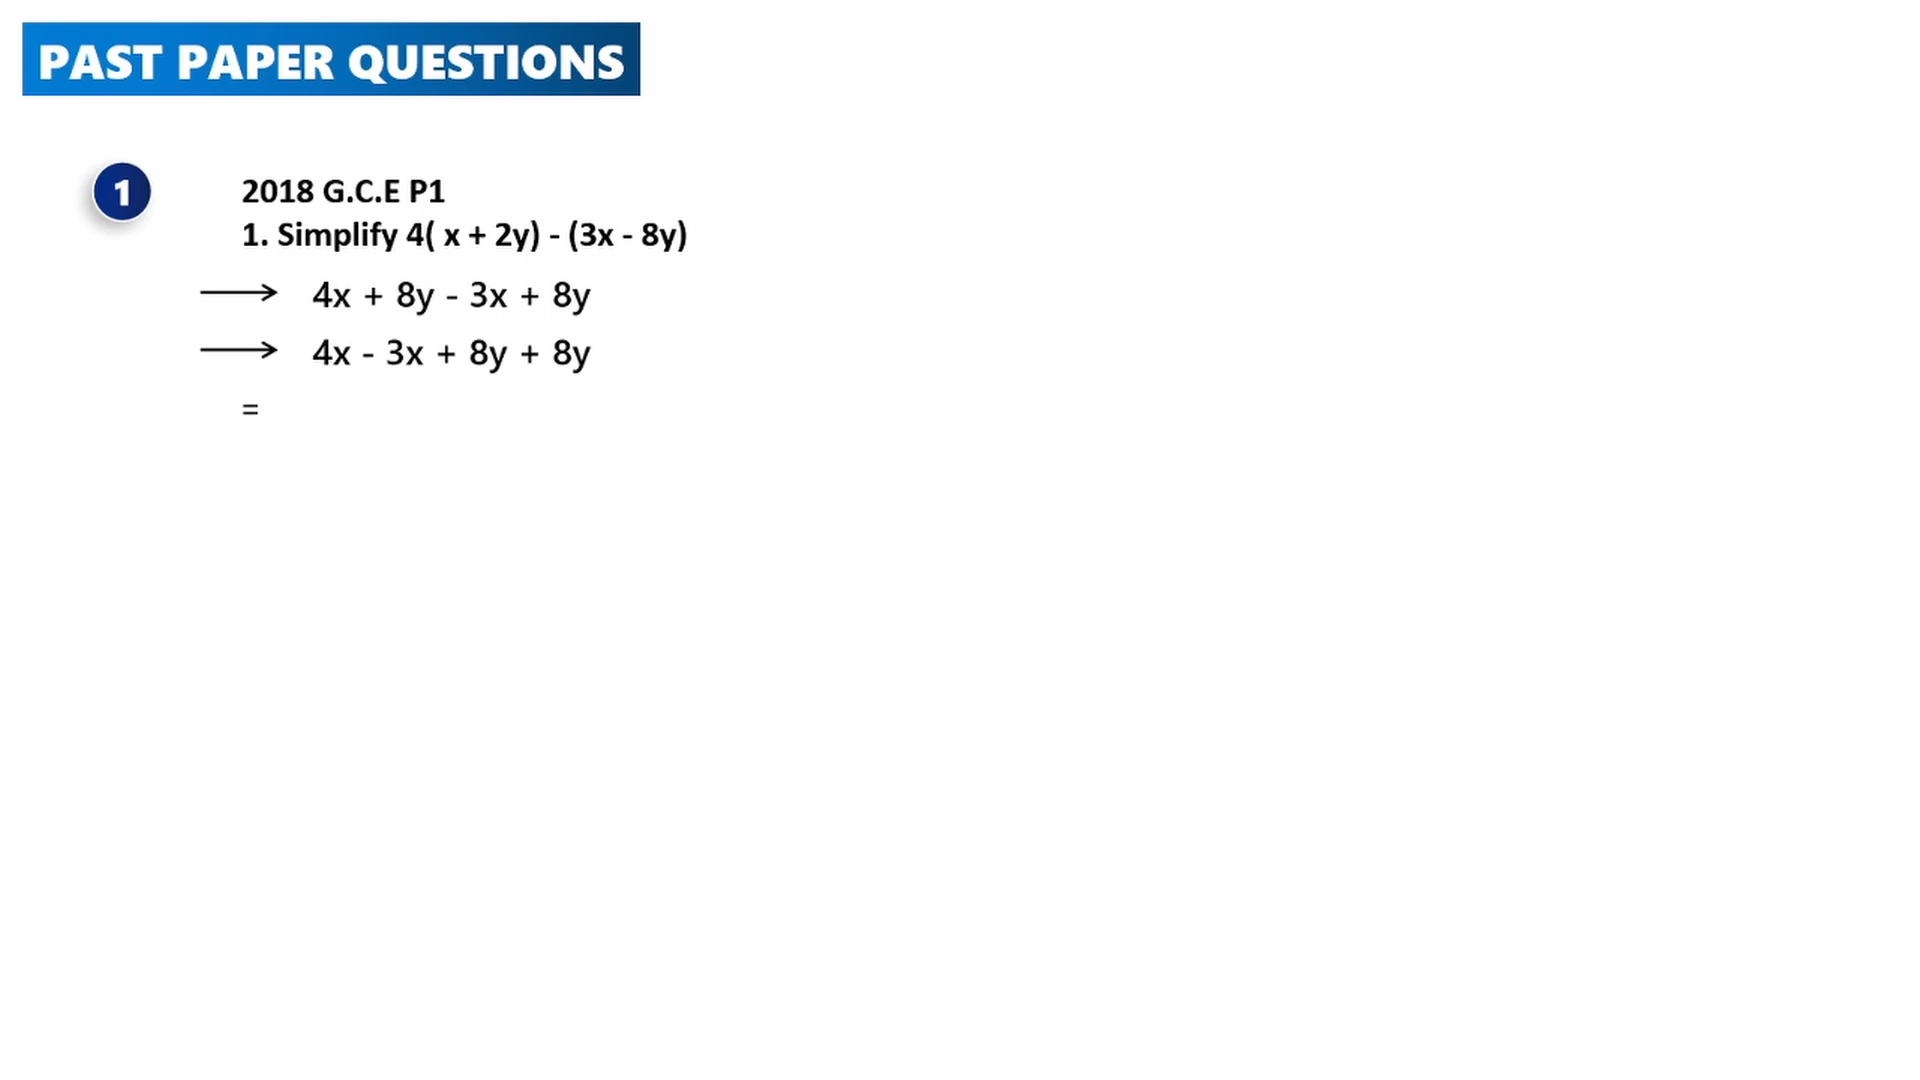 PAST PAPER QUESTIONS
1
2018 G.C.E P1
1. Simplify 4( x + 2y) - (3x - 8y)
4x + 8y - 3x + 8y
4x - 3x + 8y + 8y
=